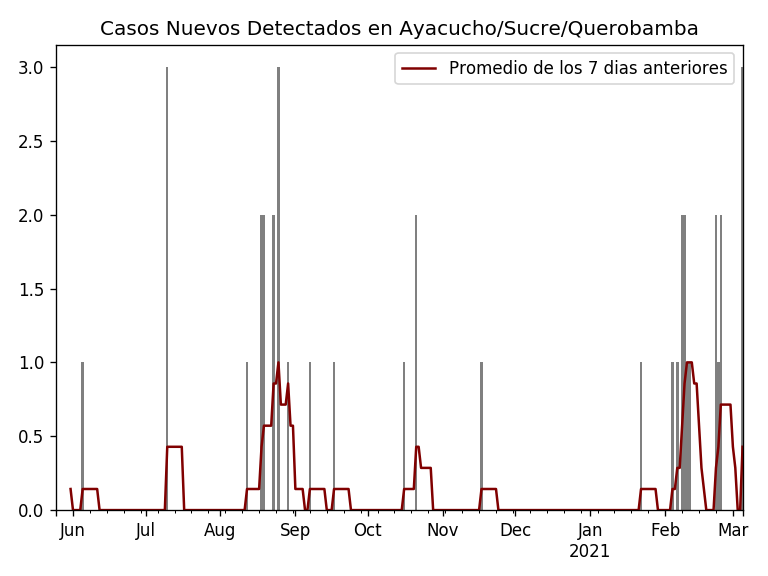 Casos Nuevos Detectados en Ayacucho/Sucre/Querobamba
Promedio de los 7 dias anteriores
3.0
2.5
2.0
1.5
1.0
0.5
0.0
Jun Jul Aug Sep Oct Nov Dec Jan Feb Mar
2021